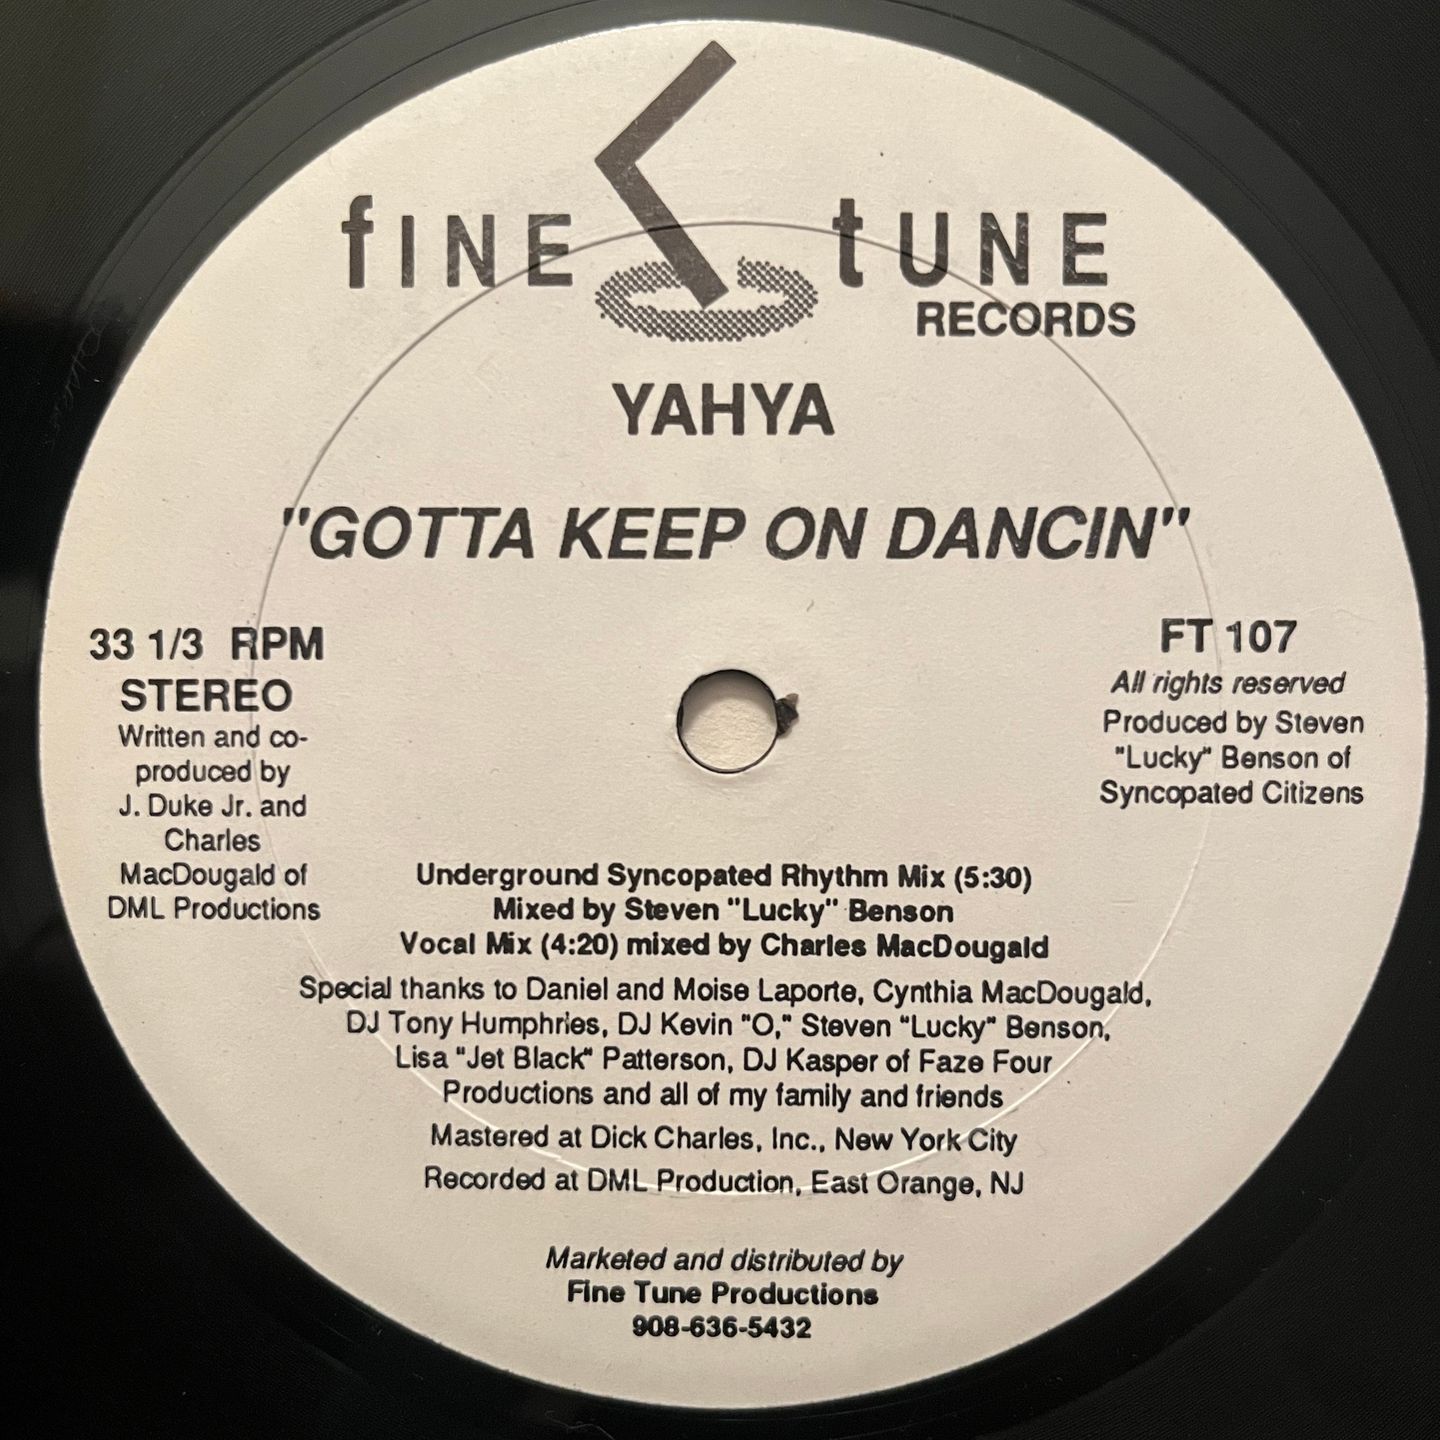 fINE tUNE
RECORDS
YAHYA
"GOTTA KEEP ON DANCIN"
33 1/3 RPM
STEREO
Written and co-
produced by
J. Duke Jr. and
Charles
MacDougald of
DML Productions
FT 107
All rights reserved
Produced by Steven
"Lucky" Benson of
Syncopated Citizens
Underground Syncopated Rhythm Mix (5:30)
Mixed by Steven "Lucky" Benson
Vocal Mix (4:20) mixed by Charles MacDougald
Special thanks to Daniel and Moise Laporte, Cynthia MacDougald,
DJ Tony Humphries, DJ Kevin "O," Steven "Lucky" Benson,
Lisa "Jet Black" Patterson, DJ Kasper of Faze Four
Productions and all of my family and friends
Mastered at Dick Charles, Inc., New York City
Recorded at DML Production, East Orange, NJ
Marketed and distributed by
Fine Tune Productions
908-636-5432